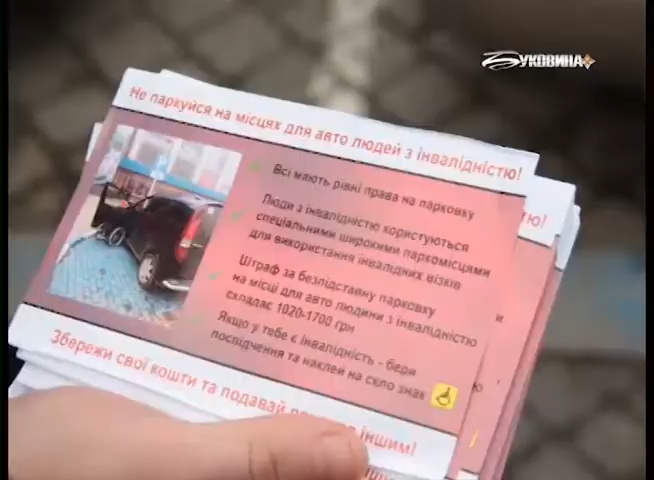 БУКОВИНА
Не паркуйся на місцях для авто людей з інвалідністю!
Всі мають рівні права на парковку
Люди з інвалідністю користуються
спеціальними широкими паркомісцями
для використання інвалідних візків
Штраф за безпідставну парковку
на місці для авто людини з інвалідністю
складає 1020-1700 грн
Якщо у тебе є інвалідність - бери
посвідчення та наклей на скло знак
Збережи свої кошти та подавай іншим!
тю!